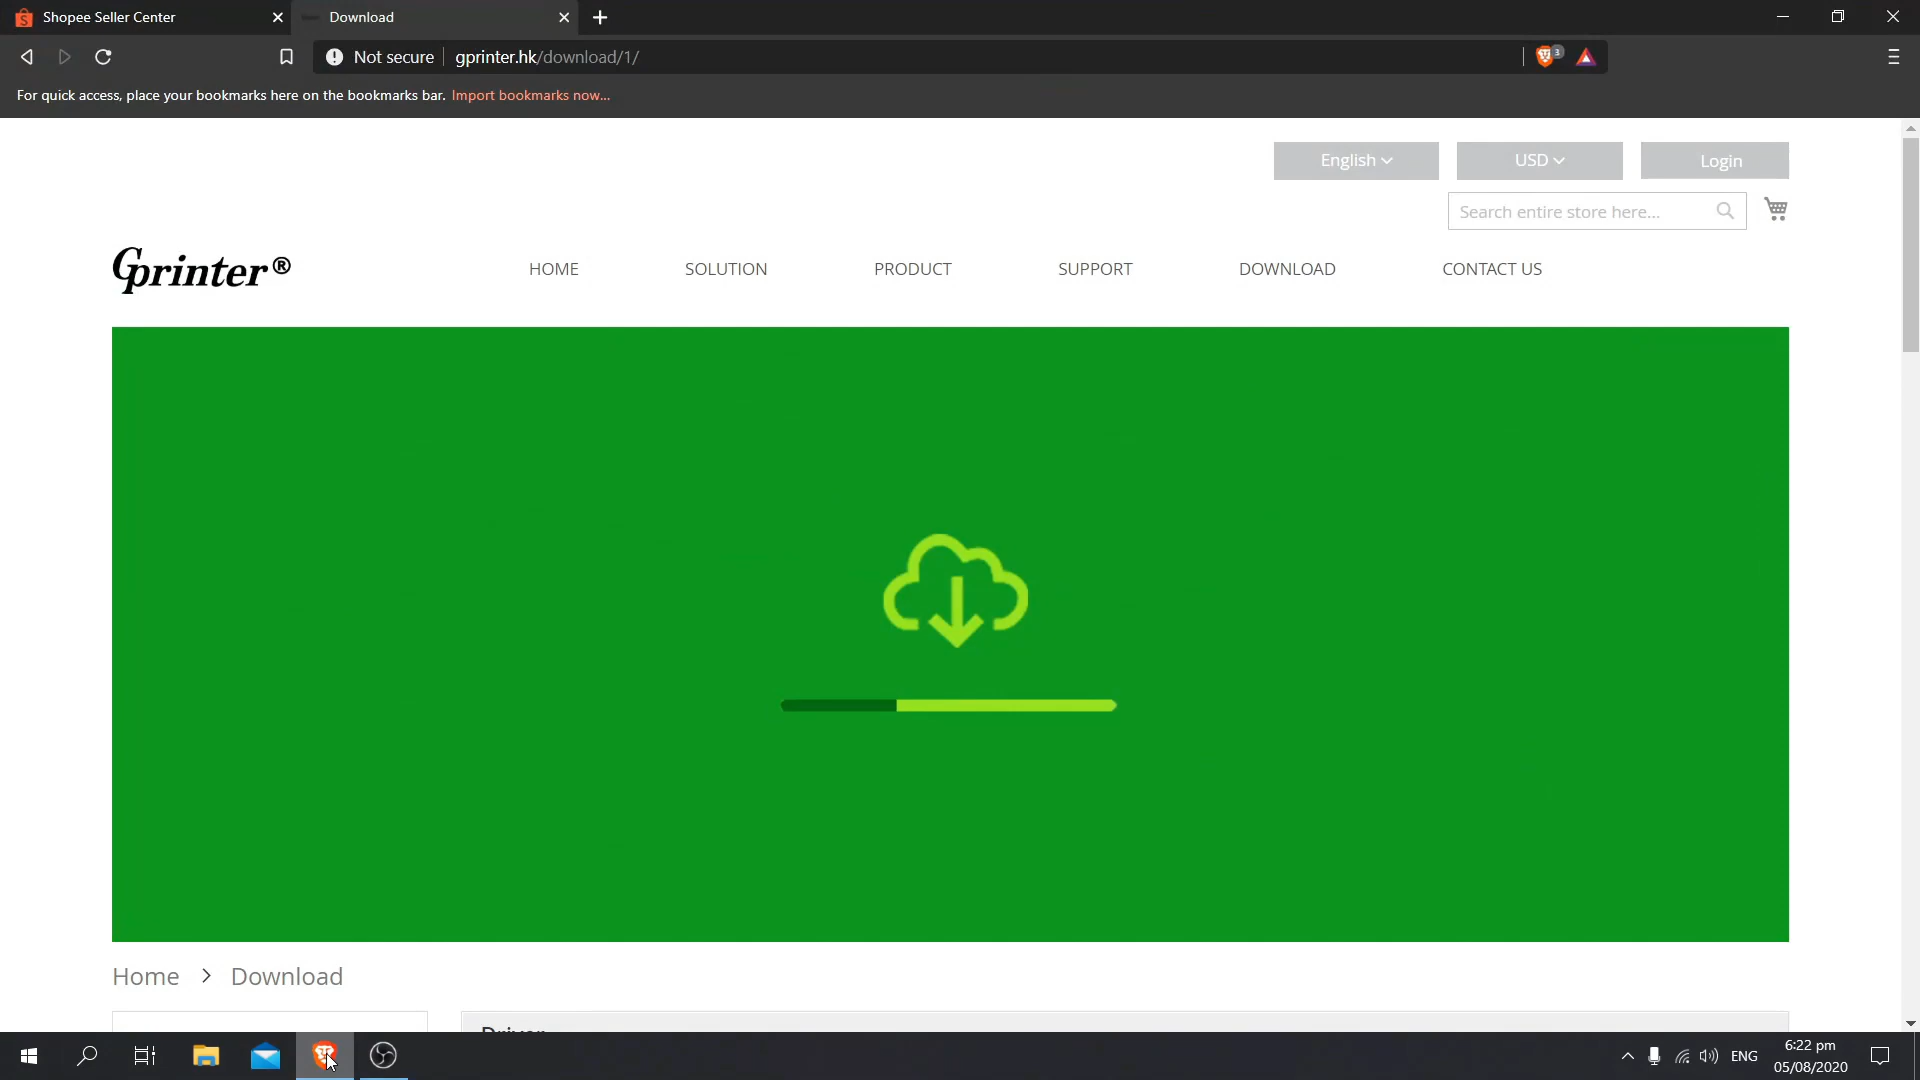 Shopee Seller Center
Download
Not secure gprinter.hk/download/1/
3
For quick access, place your bookmarks here on the bookmarks bar. Import bookmarks now...
English USD Login
Search entire store here...
Gprinter®
HOME SOLUTION PRODUCT SUPPORT DOWNLOAD CONTACT US
Home > Download
Driver
ENG
6:22 pm
05/08/2020